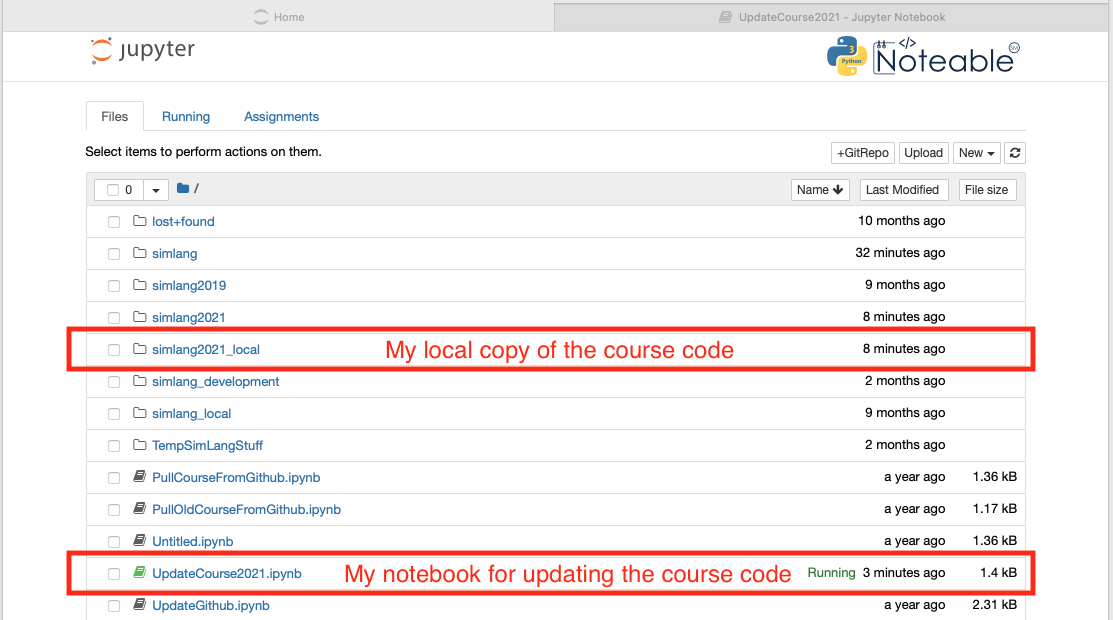 Home
UpdateCourse2021 - Jupyter Notebook
jupyter
3 Python </> Noteable SM
Files Running Assignments
Select items to perform actions on them.
+GitRepo Upload New
0 / Name Last Modified File size
lost+found 10 months ago
simlang 32 minutes ago
simlang2019 9 months ago
simlang2021 8 minutes ago
simlang2021_local My local copy of the course code 8 minutes ago
simlang_development 2 months ago
simlang_local 9 months ago
TempSimLangStuff 2 months ago
PullCourseFromGithub.ipynb a year ago 1.36 kB
PullOldCourseFromGithub.ipynb a year ago 1.17 kB
Untitled.ipynb a year ago 1.36 kB
UpdateCourse2021.ipynb My notebook for updating the course code Running 3 minutes ago 1.4 kB
UpdateGithub.ipynb a year ago 2.31 kB